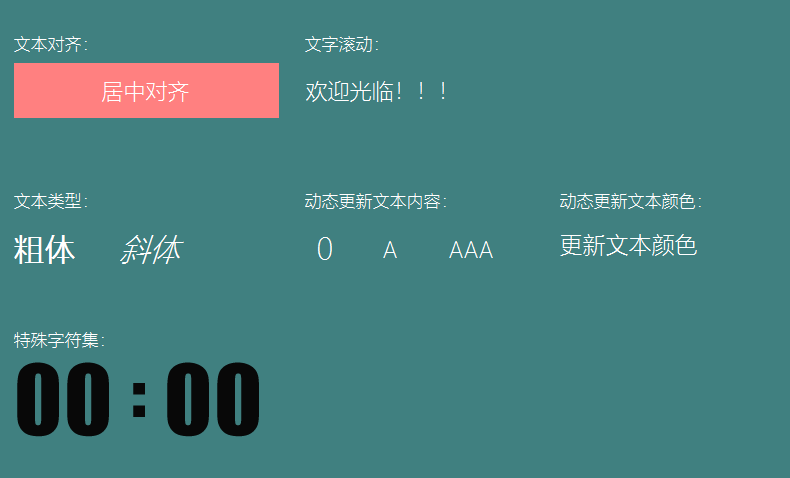 文本对齐:
文字滚动:
居中对齐
欢迎光临！！！
文本类型:
动态更新文本内容:
动态更新文本颜色:
粗体
斜体
0
A
AAA
更新文本颜色
特殊字符集:
00:00